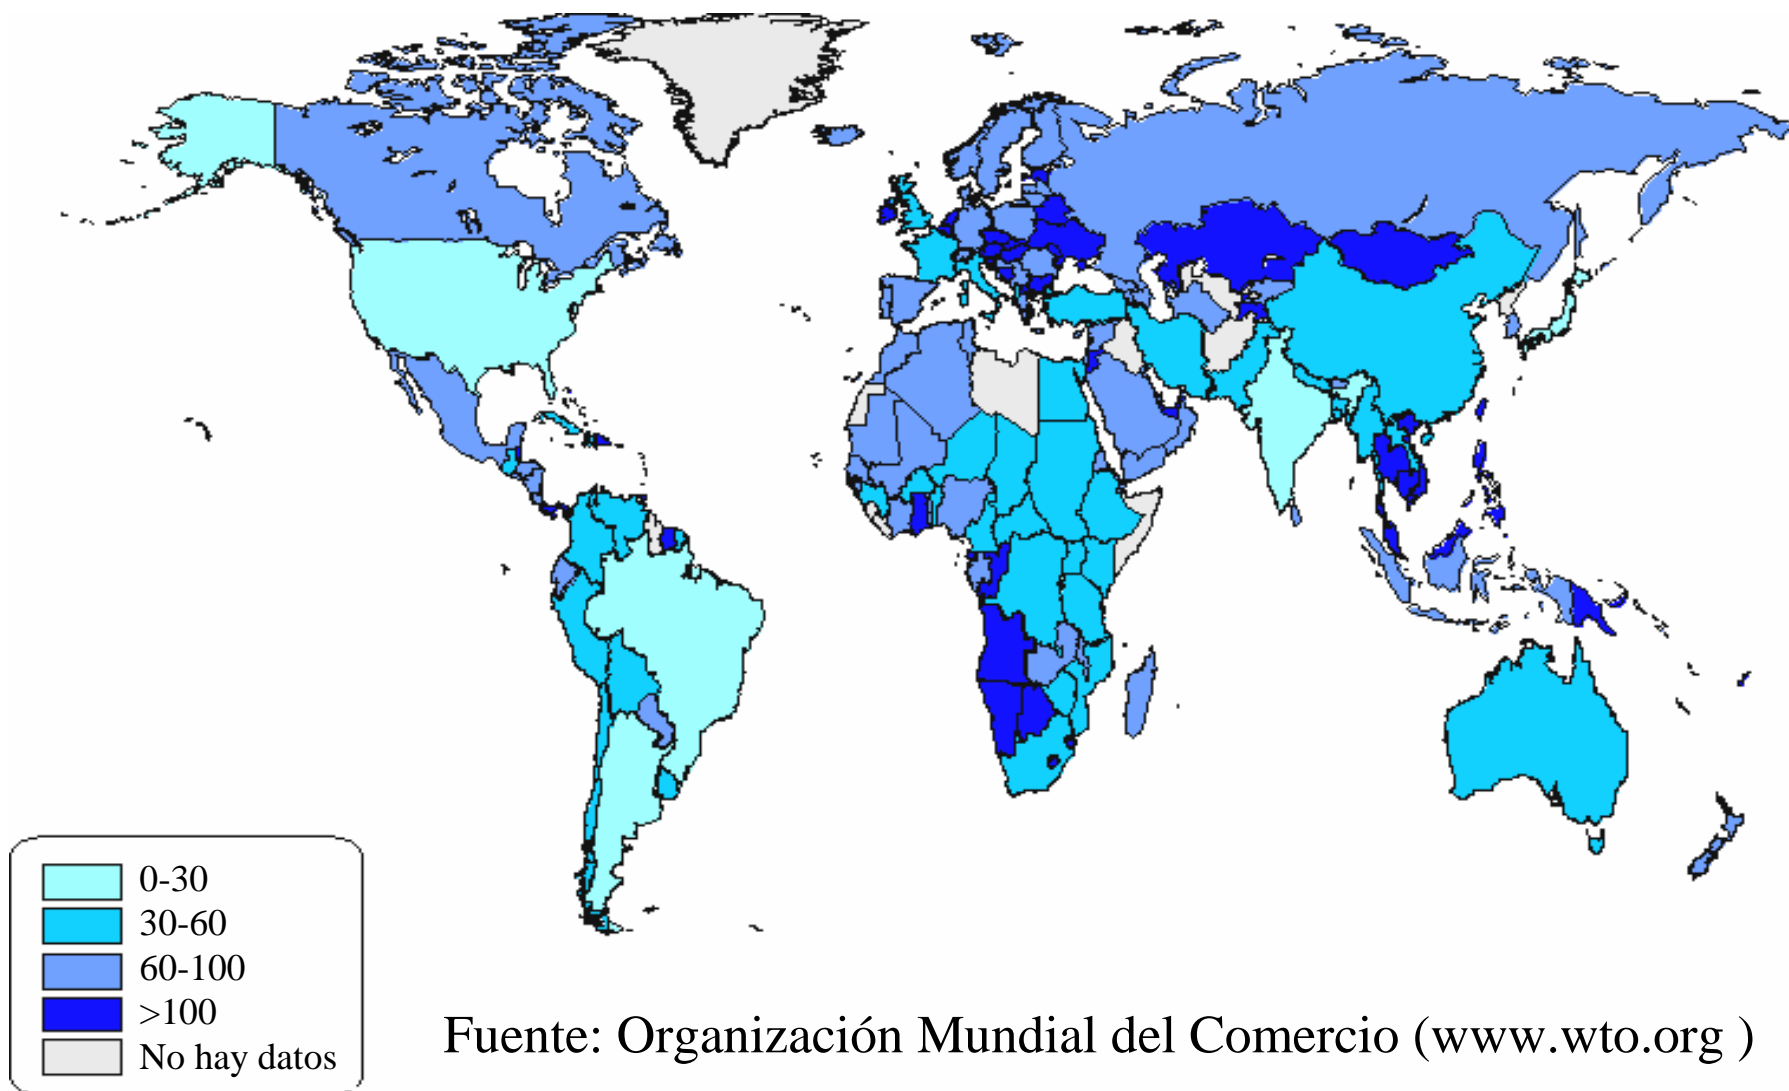 0-30
30-60
60-100
>100
No hay datos
Fuente: Organización Mundial del Comercio (www.wto.org )